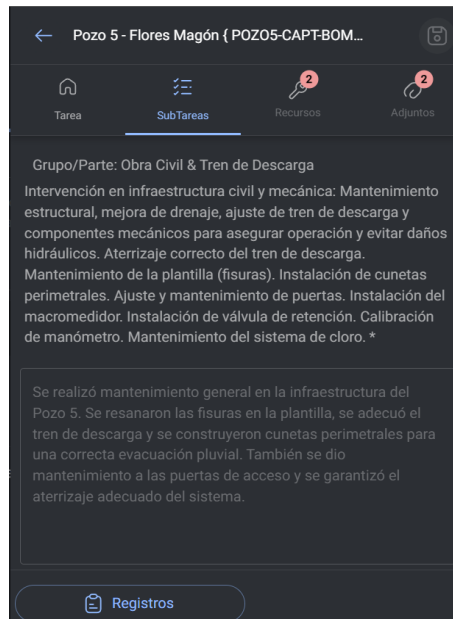 Pozo 5 - Flores Magón { POZO5-CAPT-BOM...
2
2
Tarea
SubTareas
Recursos
Adjuntos
Grupo/Parte: Obra Civil & Tren de Descarga
Intervención en infraestructura civil y mecánica: Mantenimiento
estructural, mejora de drenaje, ajuste de tren de descarga y
componentes mecánicos para asegurar operación y evitar daños
hidráulicos. Aterrizaje correcto del tren de descarga.
Mantenimiento de la plantilla (fisuras). Instalación de cunetas
perimetrales. Ajuste y mantenimiento de puertas. Instalación del
macromedidor. Instalación de válvula de retención. Calibración
de manómetro. Mantenimiento del sistema de cloro. *
Se realizó mantenimiento general en la infraestructura del
Pozo 5. Se resanaron las fisuras en la plantilla, se adecuó el
tren de descarga y se construyeron cunetas perimetrales para
una correcta evacuación pluvial. También se dio
mantenimiento a las puertas de acceso y se garantizó el
aterrizaje adecuado del sistema.
Registros